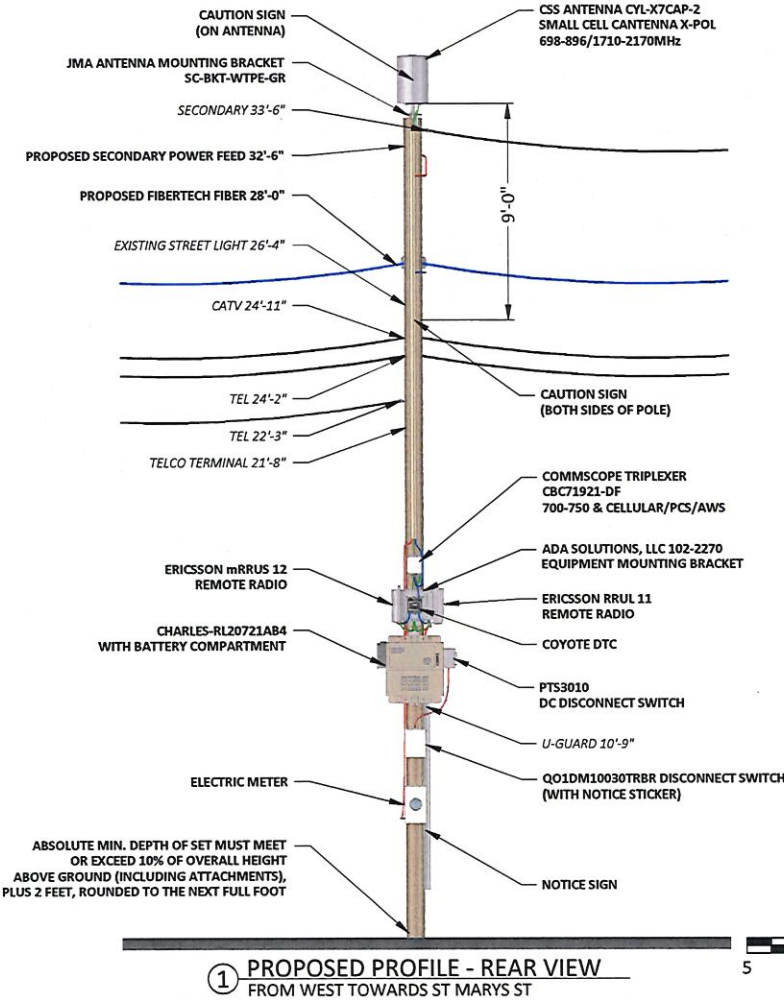 CAUTION SIGN
(ON ANTENNA)
CSS ANTENNA CYL-X7CAP-2
SMALL CELL CANTENNA X-POL
698-896/1710-2170MHz
JMA ANTENNA MOUNTING BRACKET
SC-BKT-WTPE-GR
SECONDARY 33'-6"
PROPOSED SECONDARY POWER FEED 32'-6"
PROPOSED FIBERTECH FIBER 28'-0"
9'-0"
EXISTING STREET LIGHT 26'-4"
CATV 24'-11"
TEL 24'-2"
CAUTION SIGN
(BOTH SIDES OF POLE)
TEL 22'-3"
TELCO TERMINAL 21'-8"
COMMSCOPE TRIPLEXER
CBC71921-DF
700-750 & CELLULAR/PCS/AWS
ADA SOLUTIONS, LLC 102-2270
EQUIPMENT MOUNTING BRACKET
ERICSSON mRRUS 12
REMOTE RADIO
ERICSSON RRUL 11
REMOTE RADIO
CHARLES-RL20721AB4
WITH BATTERY COMPARTMENT
COYOTE DTC
PTS3010
DC DISCONNECT SWITCH
U-GUARD 10'-9"
ELECTRIC METER
QO1DM10030TRBR DISCONNECT SWITCH
(WITH NOTICE STICKER)
ABSOLUTE MIN. DEPTH OF SET MUST MEET
OR EXCEED 10% OF OVERALL HEIGHT
ABOVE GROUND (INCLUDING ATTACHMENTS),
PLUS 2 FEET, ROUNDED TO THE NEXT FULL FOOT
NOTICE SIGN
1 PROPOSED PROFILE - REAR VIEW
FROM WEST TOWARDS ST MARYS ST
5